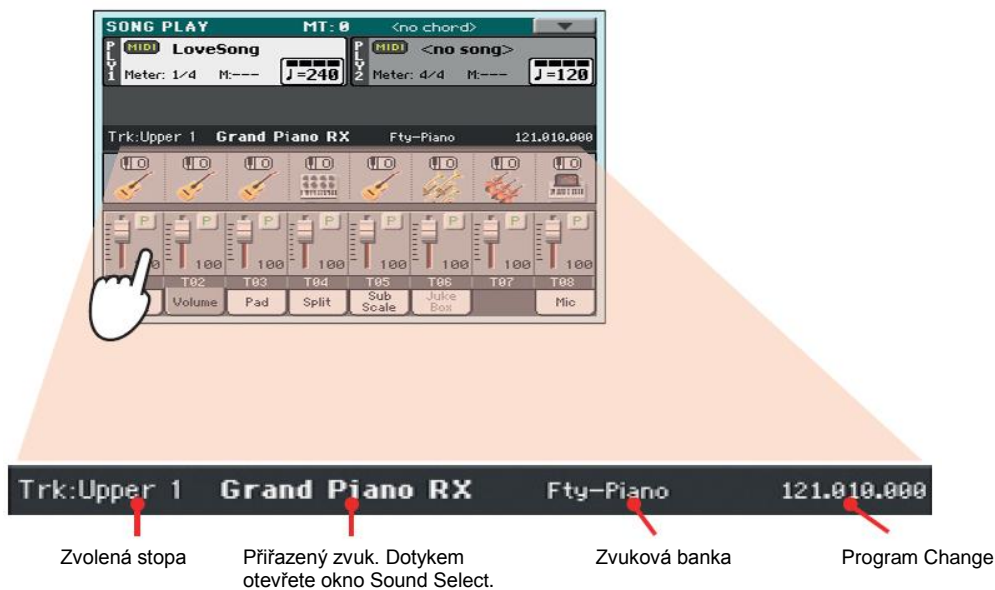 SONG PLAY MT: 0 <no chord>
PLY1 MIDI LoveSong PLY2 MIDI <no song>
Meter: 1/4 M:--- ♩=240 Meter: 4/4 M:--- ♩=120
Trk:Upper 1 Grand Piano RX Fty-Piano 121.010.000
P P P P P P P P
0 100 100 100 100 100 100 100
T02 T03 T04 T05 T06 T07 T08
Volume Pad Split Sub Scale Juke Box Mic
Trk:Upper 1 Grand Piano RX Fty-Piano 121.010.000
Zvolená stopa Přiřazený zvuk. Dotykem Zvuková banka Program Change
otevřete okno Sound Select.